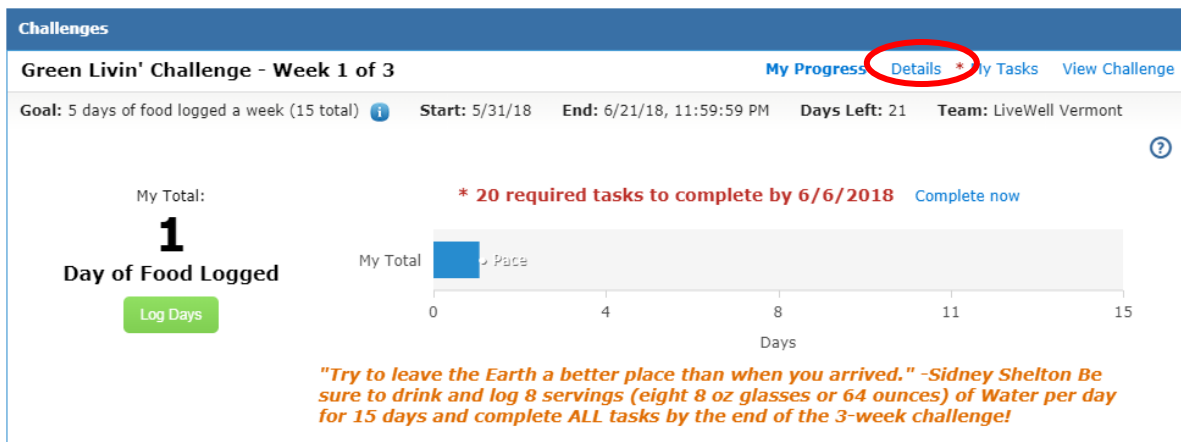 Challenges
Green Livin' Challenge - Week 1 of 3
My Progress Details * My Tasks View Challenge
Goal: 5 days of food logged a week (15 total) i Start: 5/31/18 End: 6/21/18, 11:59:59 PM Days Left: 21 Team: LiveWell Vermont
?
My Total:
* 20 required tasks to complete by 6/6/2018 Complete now
1
Day of Food Logged
My Total
Pace
Log Days
0 4 8 11 15
Days
"Try to leave the Earth a better place than when you arrived." -Sidney Shelton Be
sure to drink and log 8 servings (eight 8 oz glasses or 64 ounces) of Water per day
for 15 days and complete ALL tasks by the end of the 3-week challenge!